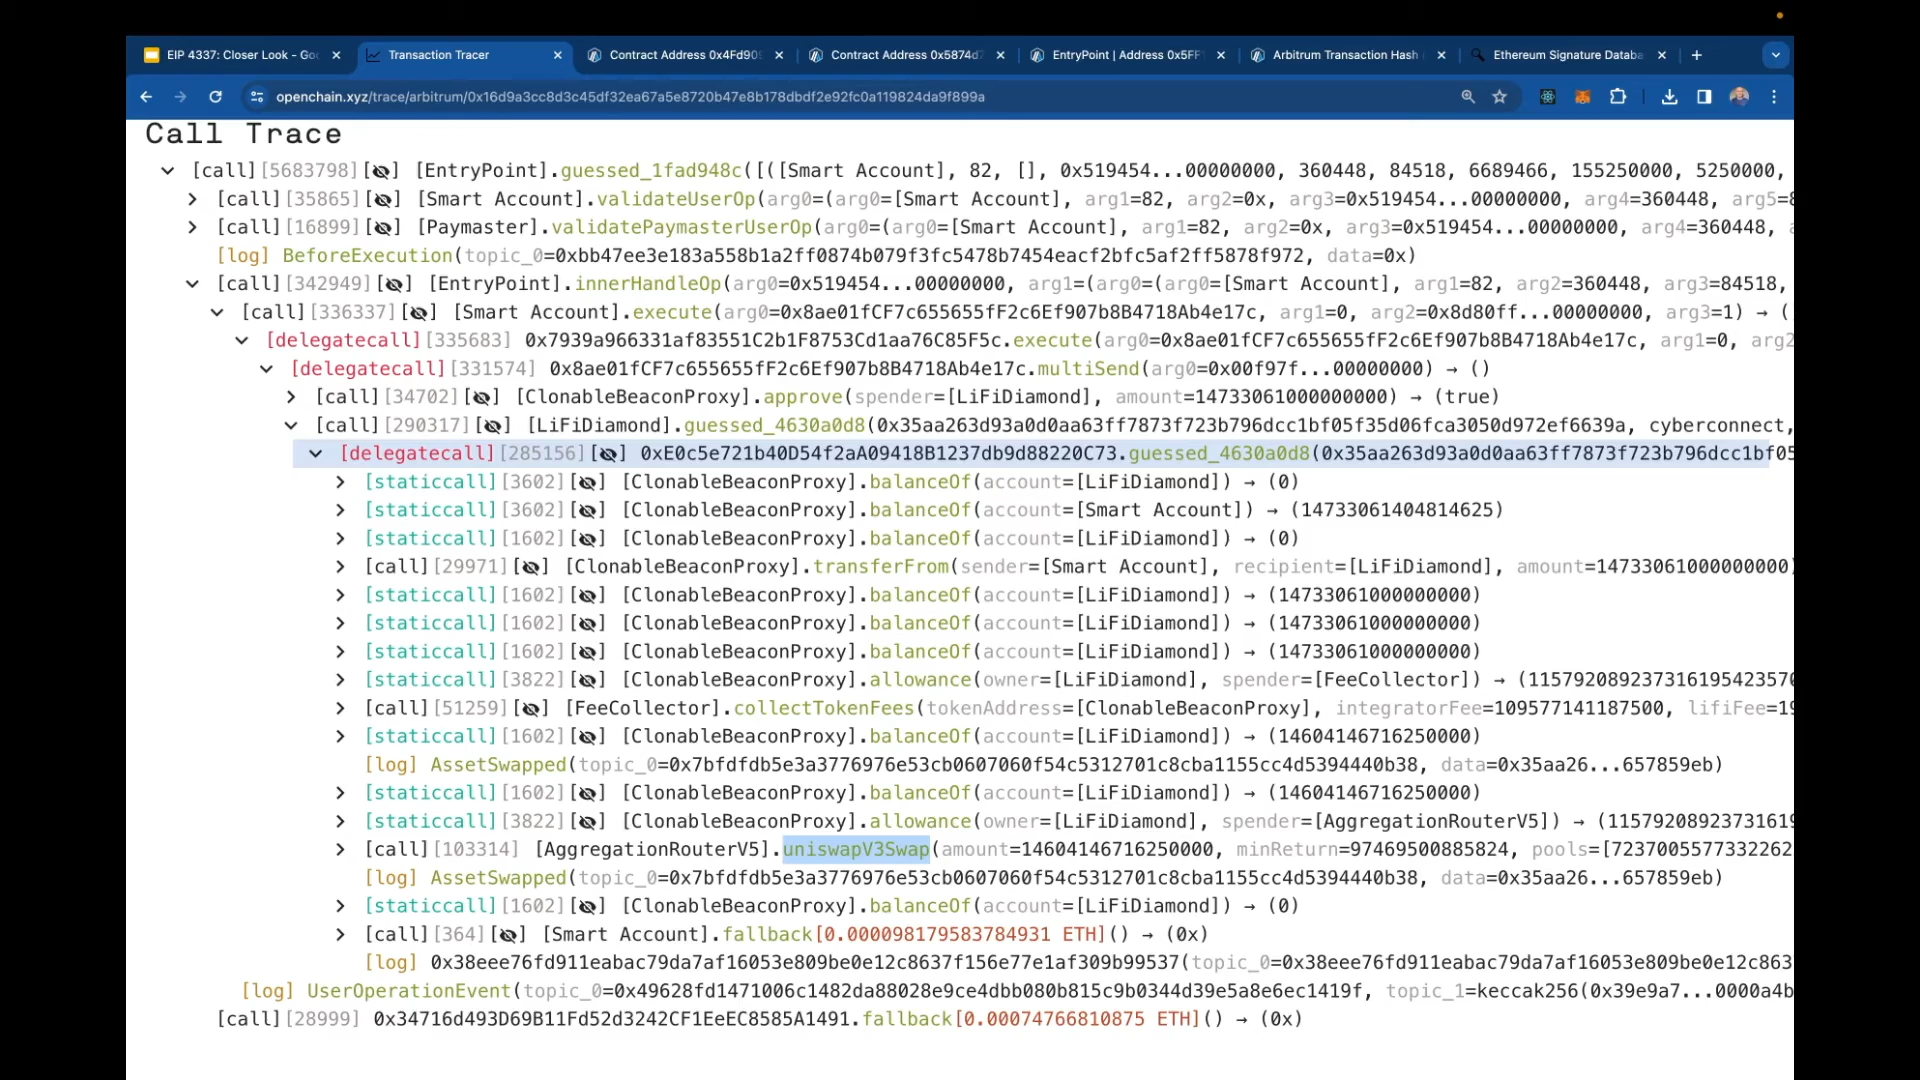 EIP 4337: Closer Look - Goo
Transaction Tracer
Contract Address 0x4Fd909
Contract Address 0x5874d7
EntryPoint | Address 0x5FF1
Arbitrum Transaction Hash
Ethereum Signature Databa
openchain.xyz/trace/arbitrum/0x16d9a3cc8d3c45df32ea67a5e8720b47e8b178dbdf2e92fc0a119824da9f899a
Call Trace
[call][5683798][] [EntryPoint].guessed_1fad948c([([Smart Account], 82, [], 0x519454...00000000, 360448, 84518, 6689466, 155250000, 5250000,
[call][35865][] [Smart Account].validateUserOp(arg0=(arg0=[Smart Account], arg1=82, arg2=0x, arg3=0x519454...00000000, arg4=360448, arg5=8
[call][16899][] [Paymaster].validatePaymasterUserOp(arg0=(arg0=[Smart Account], arg1=82, arg2=0x, arg3=0x519454...00000000, arg4=360448, a
[log] BeforeExecution(topic_0=0xbb47ee3e183a558b1a2ff0874b079f3fc5478b7454eacf2bfc5af2ff5878f972, data=0x)
[call][342949][] [EntryPoint].innerHandleOp(arg0=0x519454...00000000, arg1=(arg0=(arg0=[Smart Account], arg1=82, arg2=360448, arg3=84518,
[call][336337][] [Smart Account].execute(arg0=0x8ae01fCF7c655655fF2c6Ef907b8B4718Ab4e17c, arg1=0, arg2=0x8d80ff...00000000, arg3=1) → (
[delegatecall][335683] 0x7939a966331af83551C2b1F8753Cd1aa76C85F5c.execute(arg0=0x8ae01fCF7c655655fF2c6Ef907b8B4718Ab4e17c, arg1=0, arg2
[delegatecall][331574] 0x8ae01fCF7c655655fF2c6Ef907b8B4718Ab4e17c.multiSend(arg0=0x00f97f...00000000) → ()
[call][34702][] [ClonableBeaconProxy].approve(spender=[LiFiDiamond], amount=14733061000000000) → (true)
[call][290317][] [LiFiDiamond].guessed_4630a0d8(0x35aa263d93a0d0aa63ff7873f723b796dcc1bf05f35d06fca3050d972ef6639a, cyberconnect,
[delegatecall][285156][] 0xE0c5e721b40D54f2aA09418B1237db9d88220C73.guessed_4630a0d8(0x35aa263d93a0d0aa63ff7873f723b796dcc1bf05
[staticcall][3602][] [ClonableBeaconProxy].balanceOf(account=[LiFiDiamond]) → (0)
[staticcall][3602][] [ClonableBeaconProxy].balanceOf(account=[Smart Account]) → (14733061404814625)
[staticcall][1602][] [ClonableBeaconProxy].balanceOf(account=[LiFiDiamond]) → (0)
[call][29971][] [ClonableBeaconProxy].transferFrom(sender=[Smart Account], recipient=[LiFiDiamond], amount=14733061000000000)
[staticcall][1602][] [ClonableBeaconProxy].balanceOf(account=[LiFiDiamond]) → (14733061000000000)
[staticcall][1602][] [ClonableBeaconProxy].balanceOf(account=[LiFiDiamond]) → (14733061000000000)
[staticcall][1602][] [ClonableBeaconProxy].balanceOf(account=[LiFiDiamond]) → (14733061000000000)
[staticcall][3822][] [ClonableBeaconProxy].allowance(owner=[LiFiDiamond], spender=[FeeCollector]) → (11579208923731619542357​0
[call][51259][] [FeeCollector].collectTokenFees(tokenAddress=[ClonableBeaconProxy], integratorFee=109577141187500, lifiFee=19
[staticcall][1602][] [ClonableBeaconProxy].balanceOf(account=[LiFiDiamond]) → (14604146716250000)
[log] AssetSwapped(topic_0=0x7bfdfdb5e3a3776976e53cb0607060f54c5312701c8cba1155cc4d5394440b38, data=0x35aa26...657859eb)
[staticcall][1602][] [ClonableBeaconProxy].balanceOf(account=[LiFiDiamond]) → (14604146716250000)
[staticcall][3822][] [ClonableBeaconProxy].allowance(owner=[LiFiDiamond], spender=[AggregationRouterV5]) → (1157920892373161​9
[call][103314] [AggregationRouterV5].uniswapV3Swap(amount=14604146716250000, minReturn=97469500885824, pools=[7237005577332262
[log] AssetSwapped(topic_0=0x7bfdfdb5e3a3776976e53cb0607060f54c5312701c8cba1155cc4d5394440b38, data=0x35aa26...657859eb)
[staticcall][1602][] [ClonableBeaconProxy].balanceOf(account=[LiFiDiamond]) → (0)
[call][364][] [Smart Account].fallback[0.000098179583784931 ETH]() → (0x)
[log] 0x38eee76fd911eabac79da7af16053e809be0e12c8637f156e77e1af309b99537(topic_0=0x38eee76fd911eabac79da7af16053e809be0e12c863
[log] UserOperationEvent(topic_0=0x49628fd1471006c1482da88028e9ce4dbb080b815c9b0344d39e5a8e6ec1419f, topic_1=keccak256(0x39e9a7...0000a4b
[call][28999] 0x34716d493D69B11Fd52d3242CF1EeEC8585A1491.fallback[0.00074766810875 ETH]() → (0x)